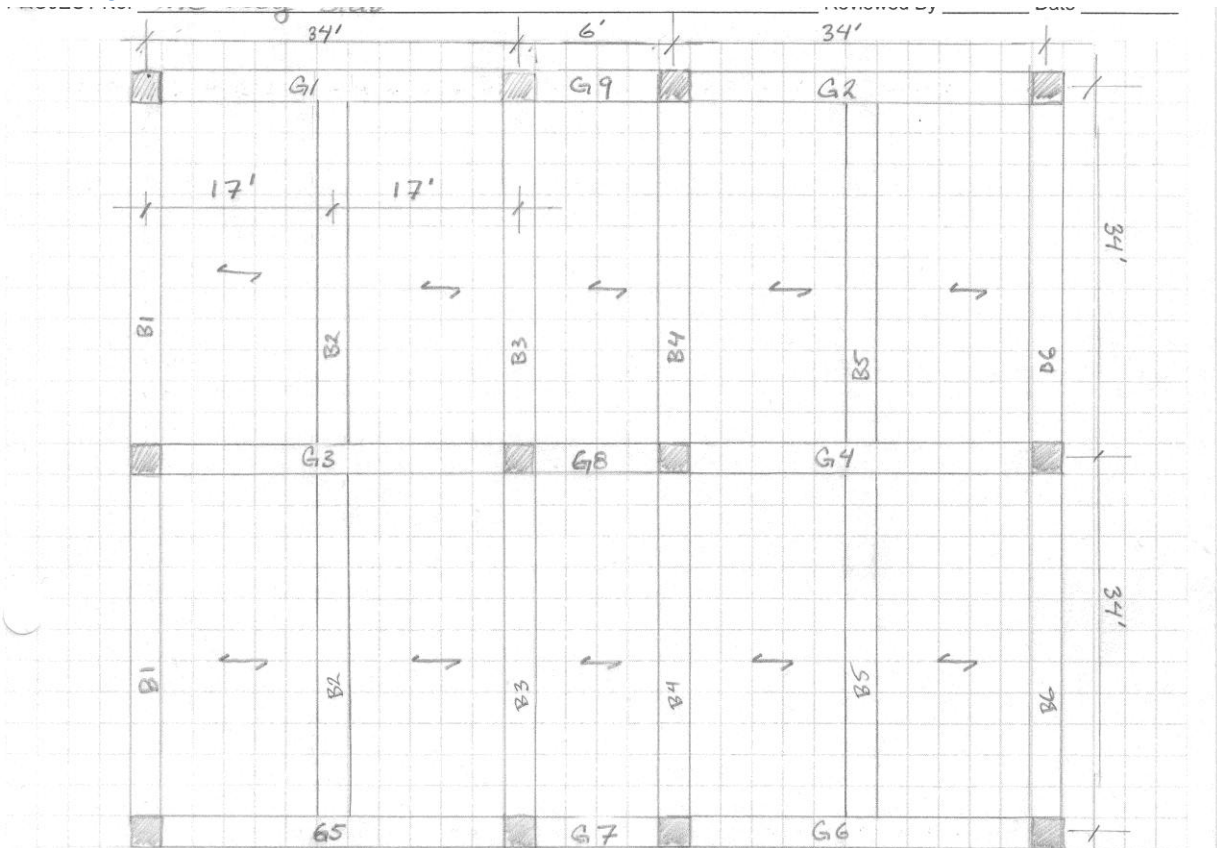 Reviewed By Date
34' 6' 34'
G1 G9 G2
17' 17'
34'
B1 B2 B3 B4 B5 B6
G3 G8 G4
34'
B1 B2 B3 B4 B5 B6
G5 G7 G6